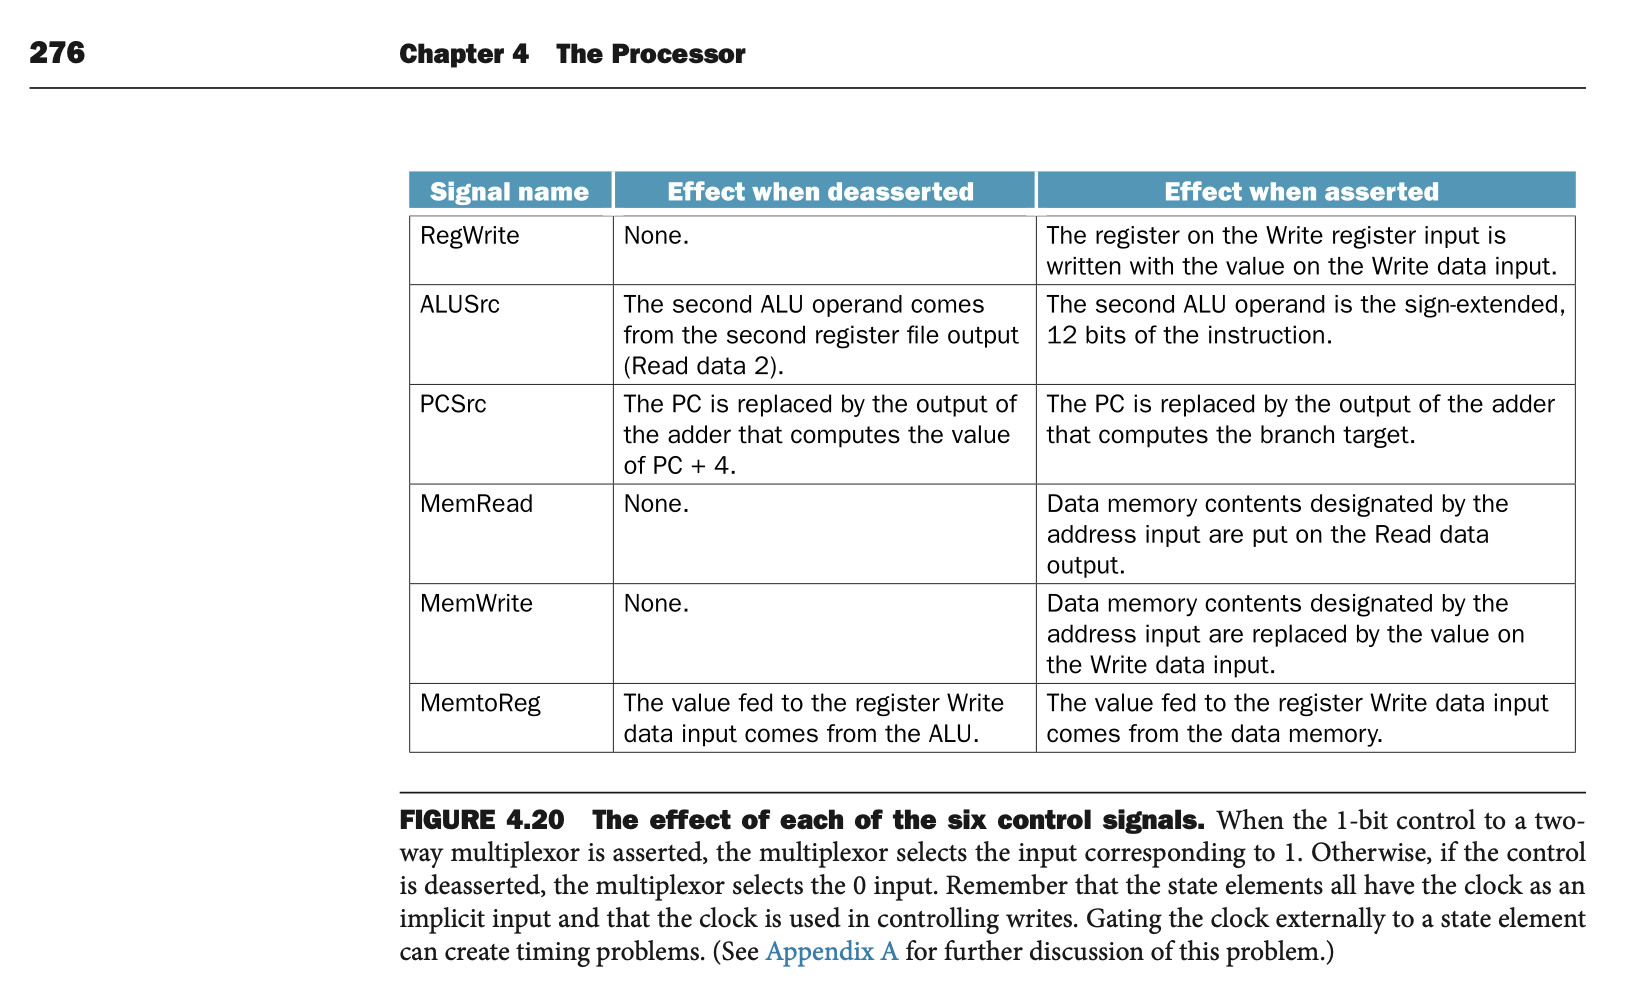 276 Chapter 4 The Processor
Signal name Effect when deasserted Effect when asserted
RegWrite None. The register on the Write register input is
written with the value on the Write data input.
ALUSrc The second ALU operand comes The second ALU operand is the sign-extended,
from the second register file output 12 bits of the instruction.
(Read data 2).
PCSrc The PC is replaced by the output of The PC is replaced by the output of the adder
the adder that computes the value that computes the branch target.
of PC + 4.
MemRead None. Data memory contents designated by the
address input are put on the Read data
output.
MemWrite None. Data memory contents designated by the
address input are replaced by the value on
the Write data input.
MemtoReg The value fed to the register Write The value fed to the register Write data input
data input comes from the ALU. comes from the data memory.
FIGURE 4.20 The effect of each of the six control signals. When the 1-bit control to a two-
way multiplexor is asserted, the multiplexor selects the input corresponding to 1. Otherwise, if the control
is deasserted, the multiplexor selects the 0 input. Remember that the state elements all have the clock as an
implicit input and that the clock is used in controlling writes. Gating the clock externally to a state element
can create timing problems. (See Appendix A for further discussion of this problem.)